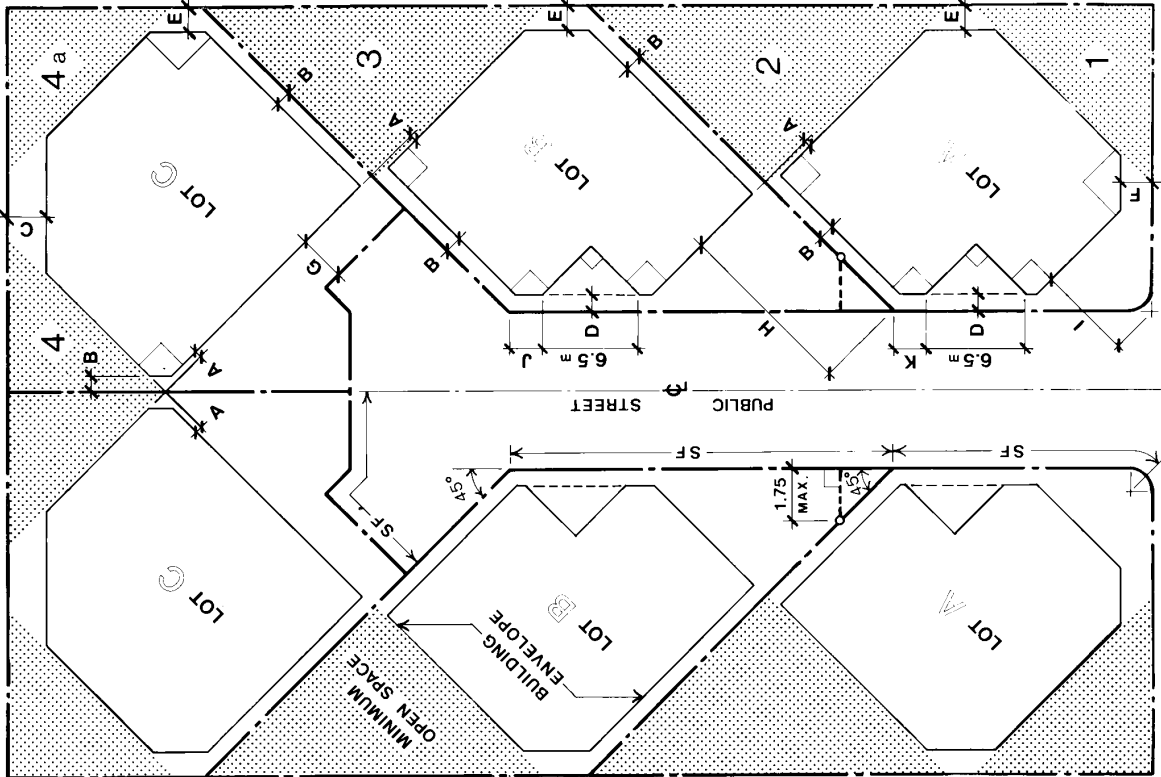 4
4 a
C
E
B
3
LOT C
A
G
B
A
LOT C
SF
E
B
2
LOT B
A
B
D
J
6.5 m
H
PUBLIC STREET
℄
SF
45°
1.75 MAX.
45°
LOT B
BUILDING ENVELOPE
MINIMUM OPEN SPACE
E
1
LOT A
A
B
D
K
6.5 m
I
F
SF
LOT A